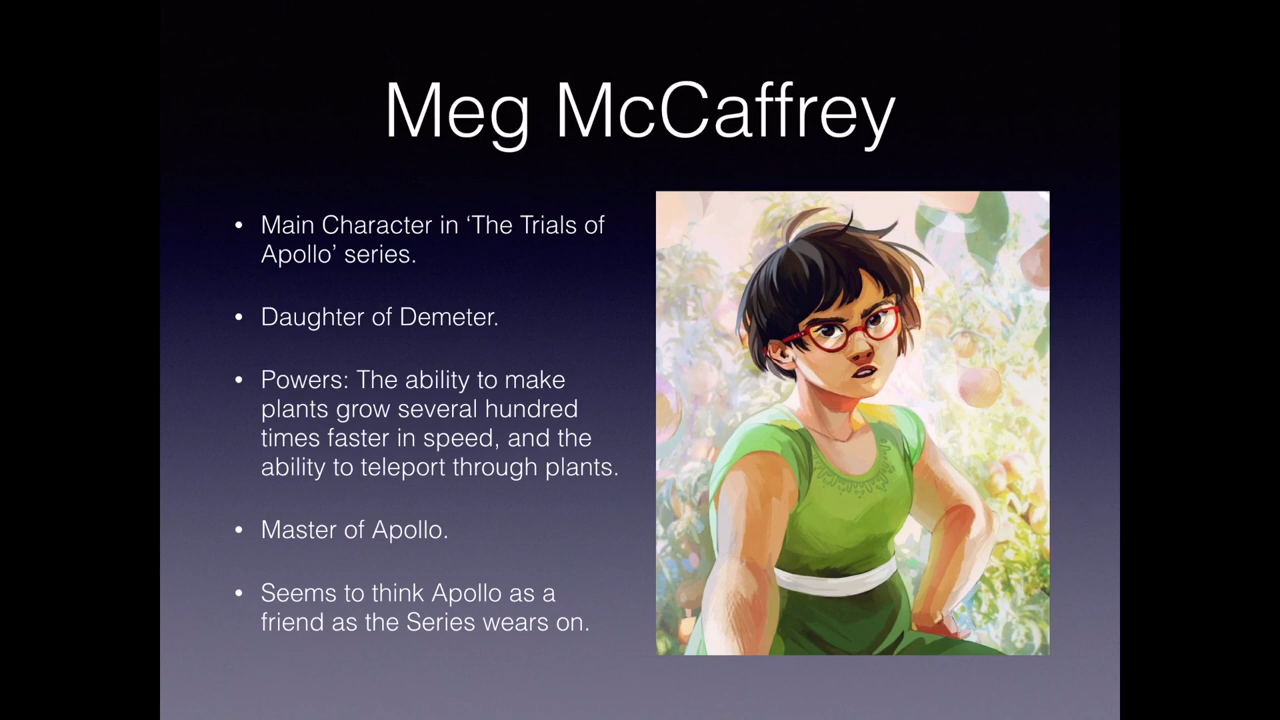 Meg McCaffrey
• Main Character in ‘The Trials of
Apollo’ series.
• Daughter of Demeter.
• Powers: The ability to make
plants grow several hundred
times faster in speed, and the
ability to teleport through plants.
• Master of Apollo.
• Seems to think Apollo as a
friend as the Series wears on.